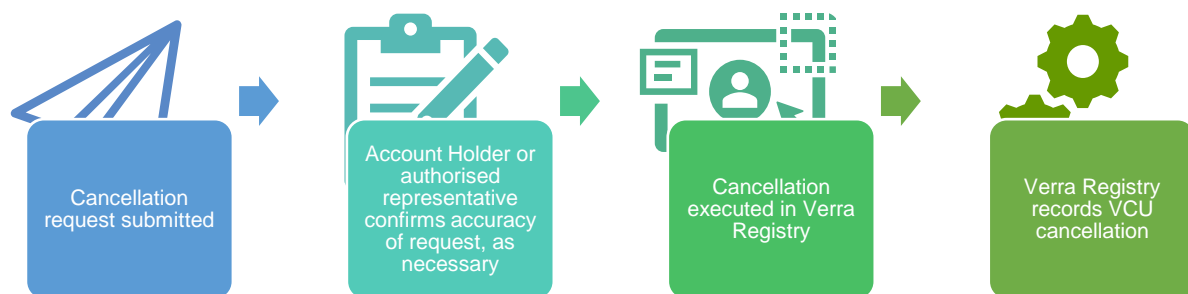 Cancellation
request submitted
Account Holder or
authorised
representative
confirms accuracy
of request, as
necessary
Cancellation
executed in Verra
Registry
Verra Registry
records VCU
cancellation